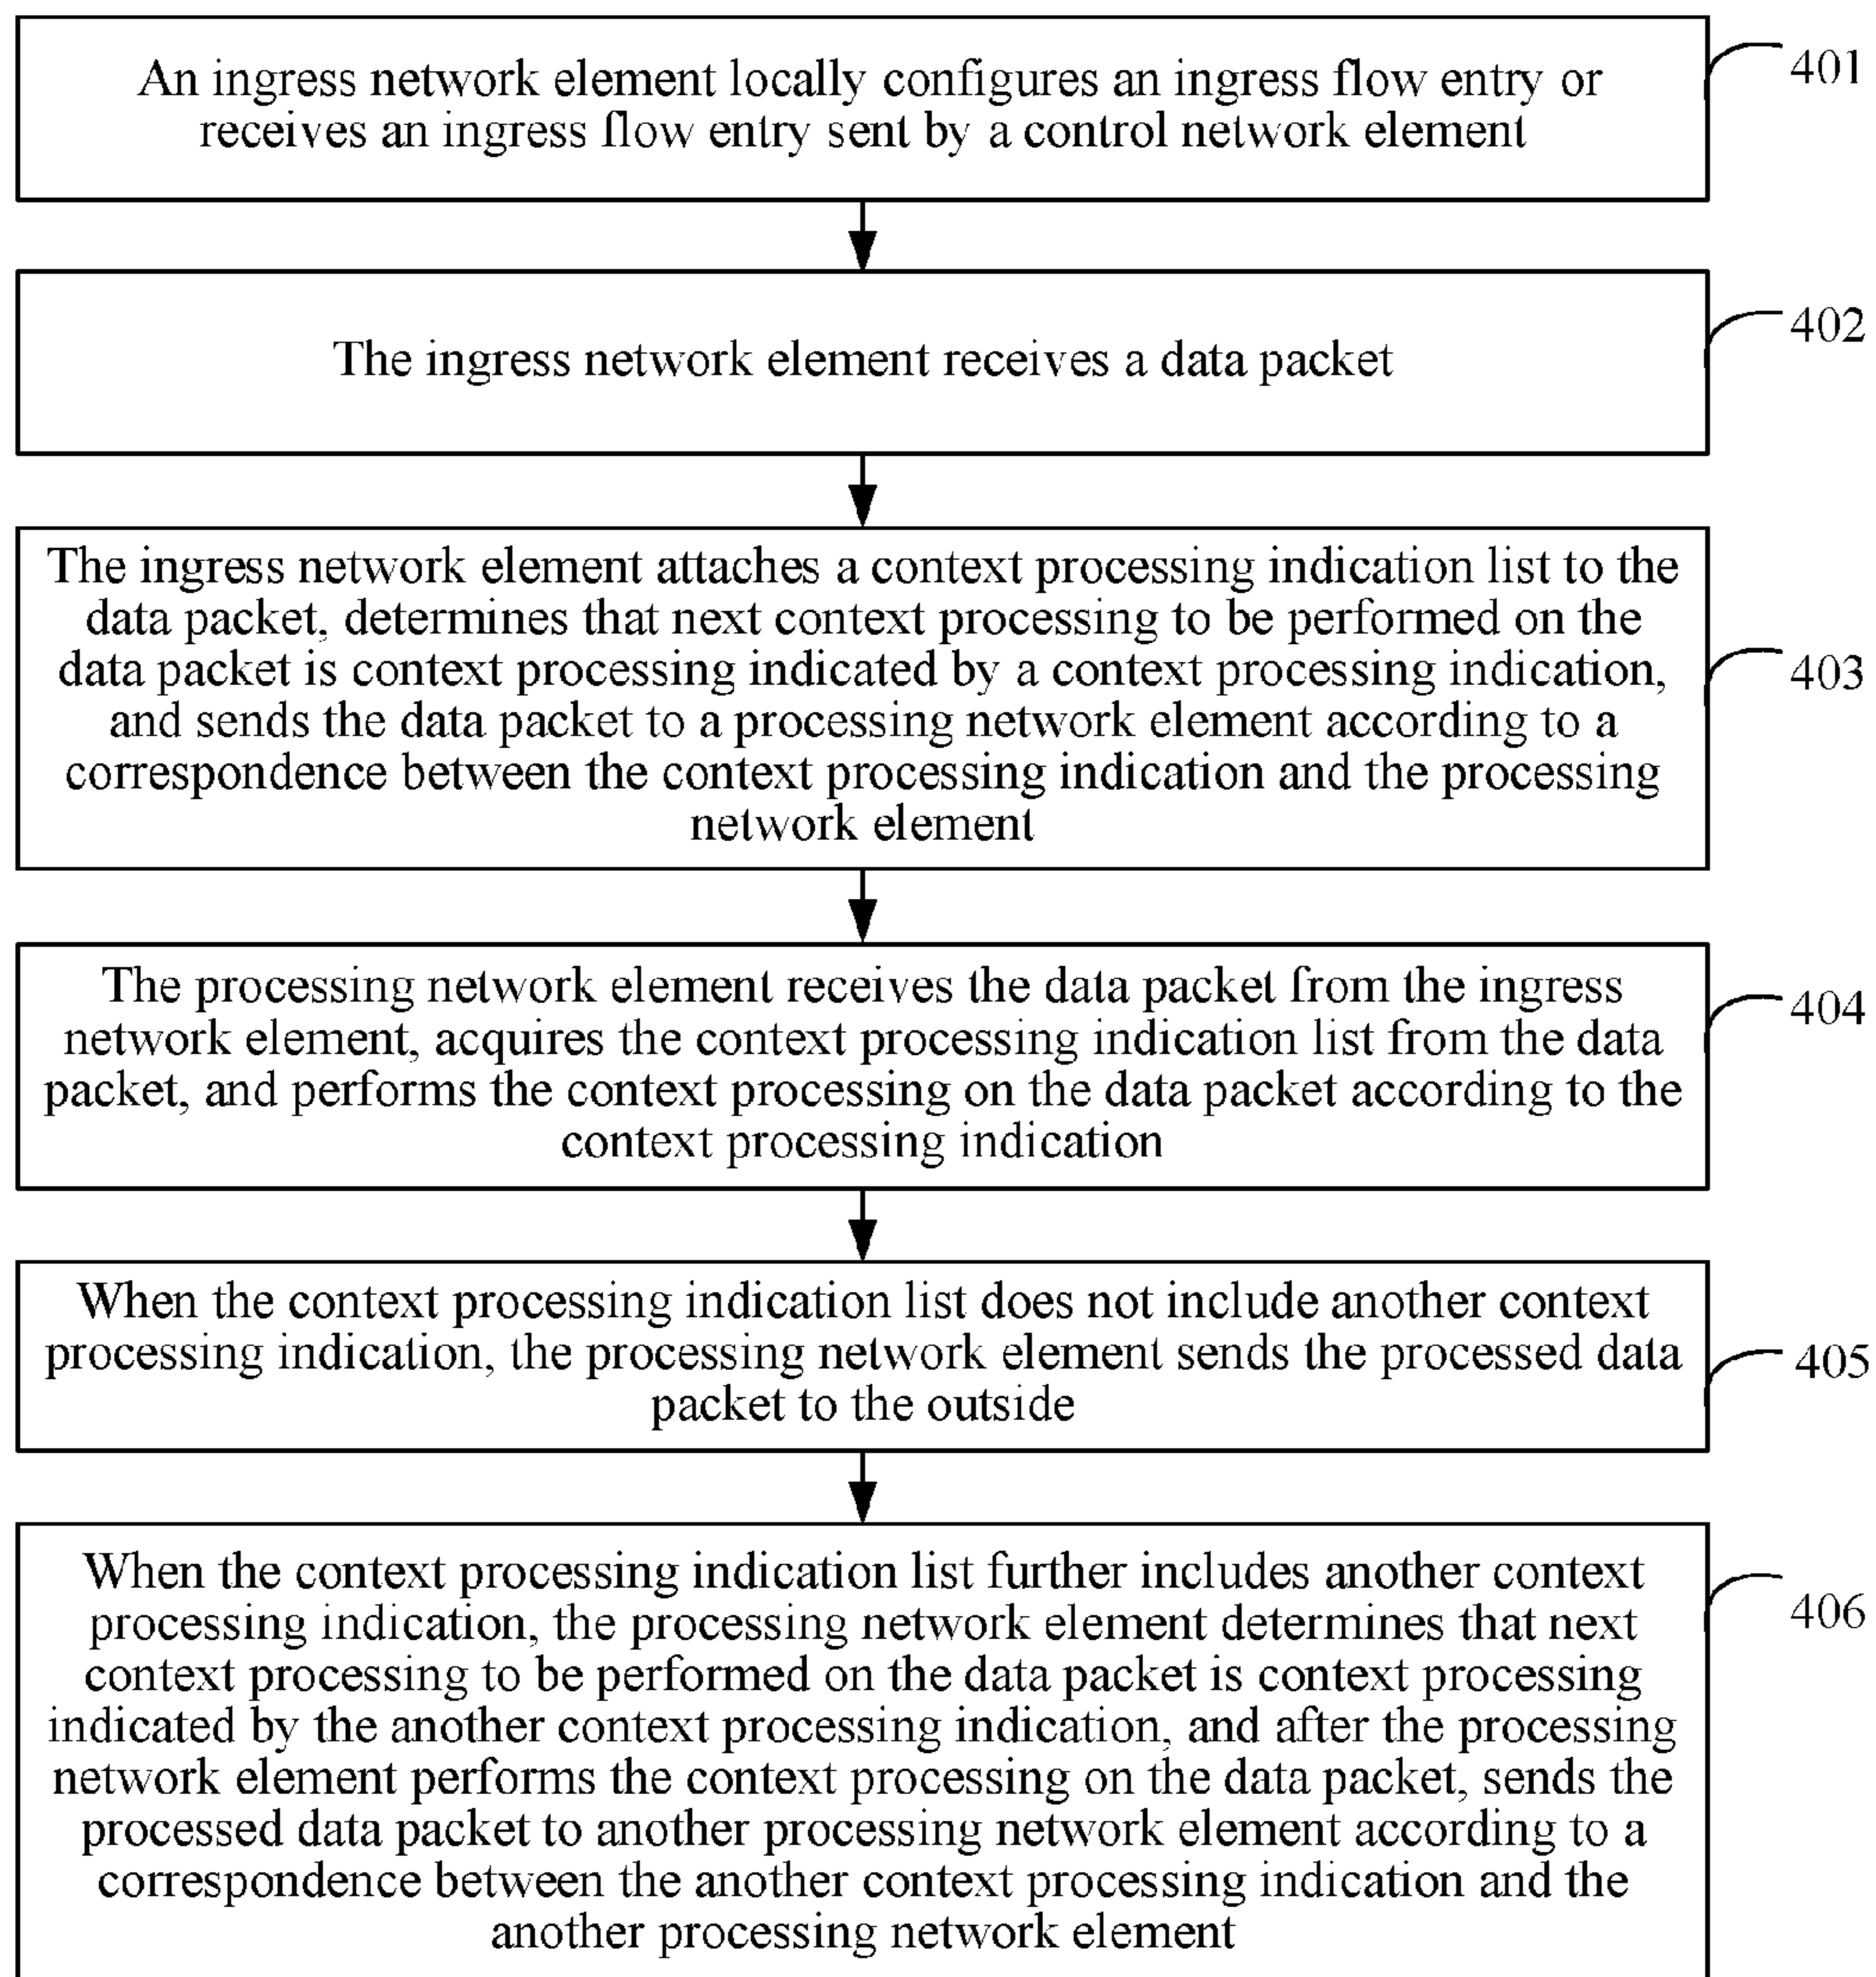 An ingress network element locally configures an ingress flow entry or
receives an ingress flow entry sent by a control network element
401
The ingress network element receives a data packet
402
The ingress network element attaches a context processing indication list to the
data packet, determines that next context processing to be performed on the
data packet is context processing indicated by a context processing indication,
and sends the data packet to a processing network element according to a
correspondence between the context processing indication and the processing
network element
403
The processing network element receives the data packet from the ingress
network element, acquires the context processing indication list from the data
packet, and performs the context processing on the data packet according to the
context processing indication
404
When the context processing indication list does not include another context
processing indication, the processing network element sends the processed data
packet to the outside
405
When the context processing indication list further includes another context
processing indication, the processing network element determines that next
context processing to be performed on the data packet is context processing
indicated by the another context processing indication, and after the processing
network element performs the context processing on the data packet, sends the
processed data packet to another processing network element according to a
correspondence between the another context processing indication and the
another processing network element
406